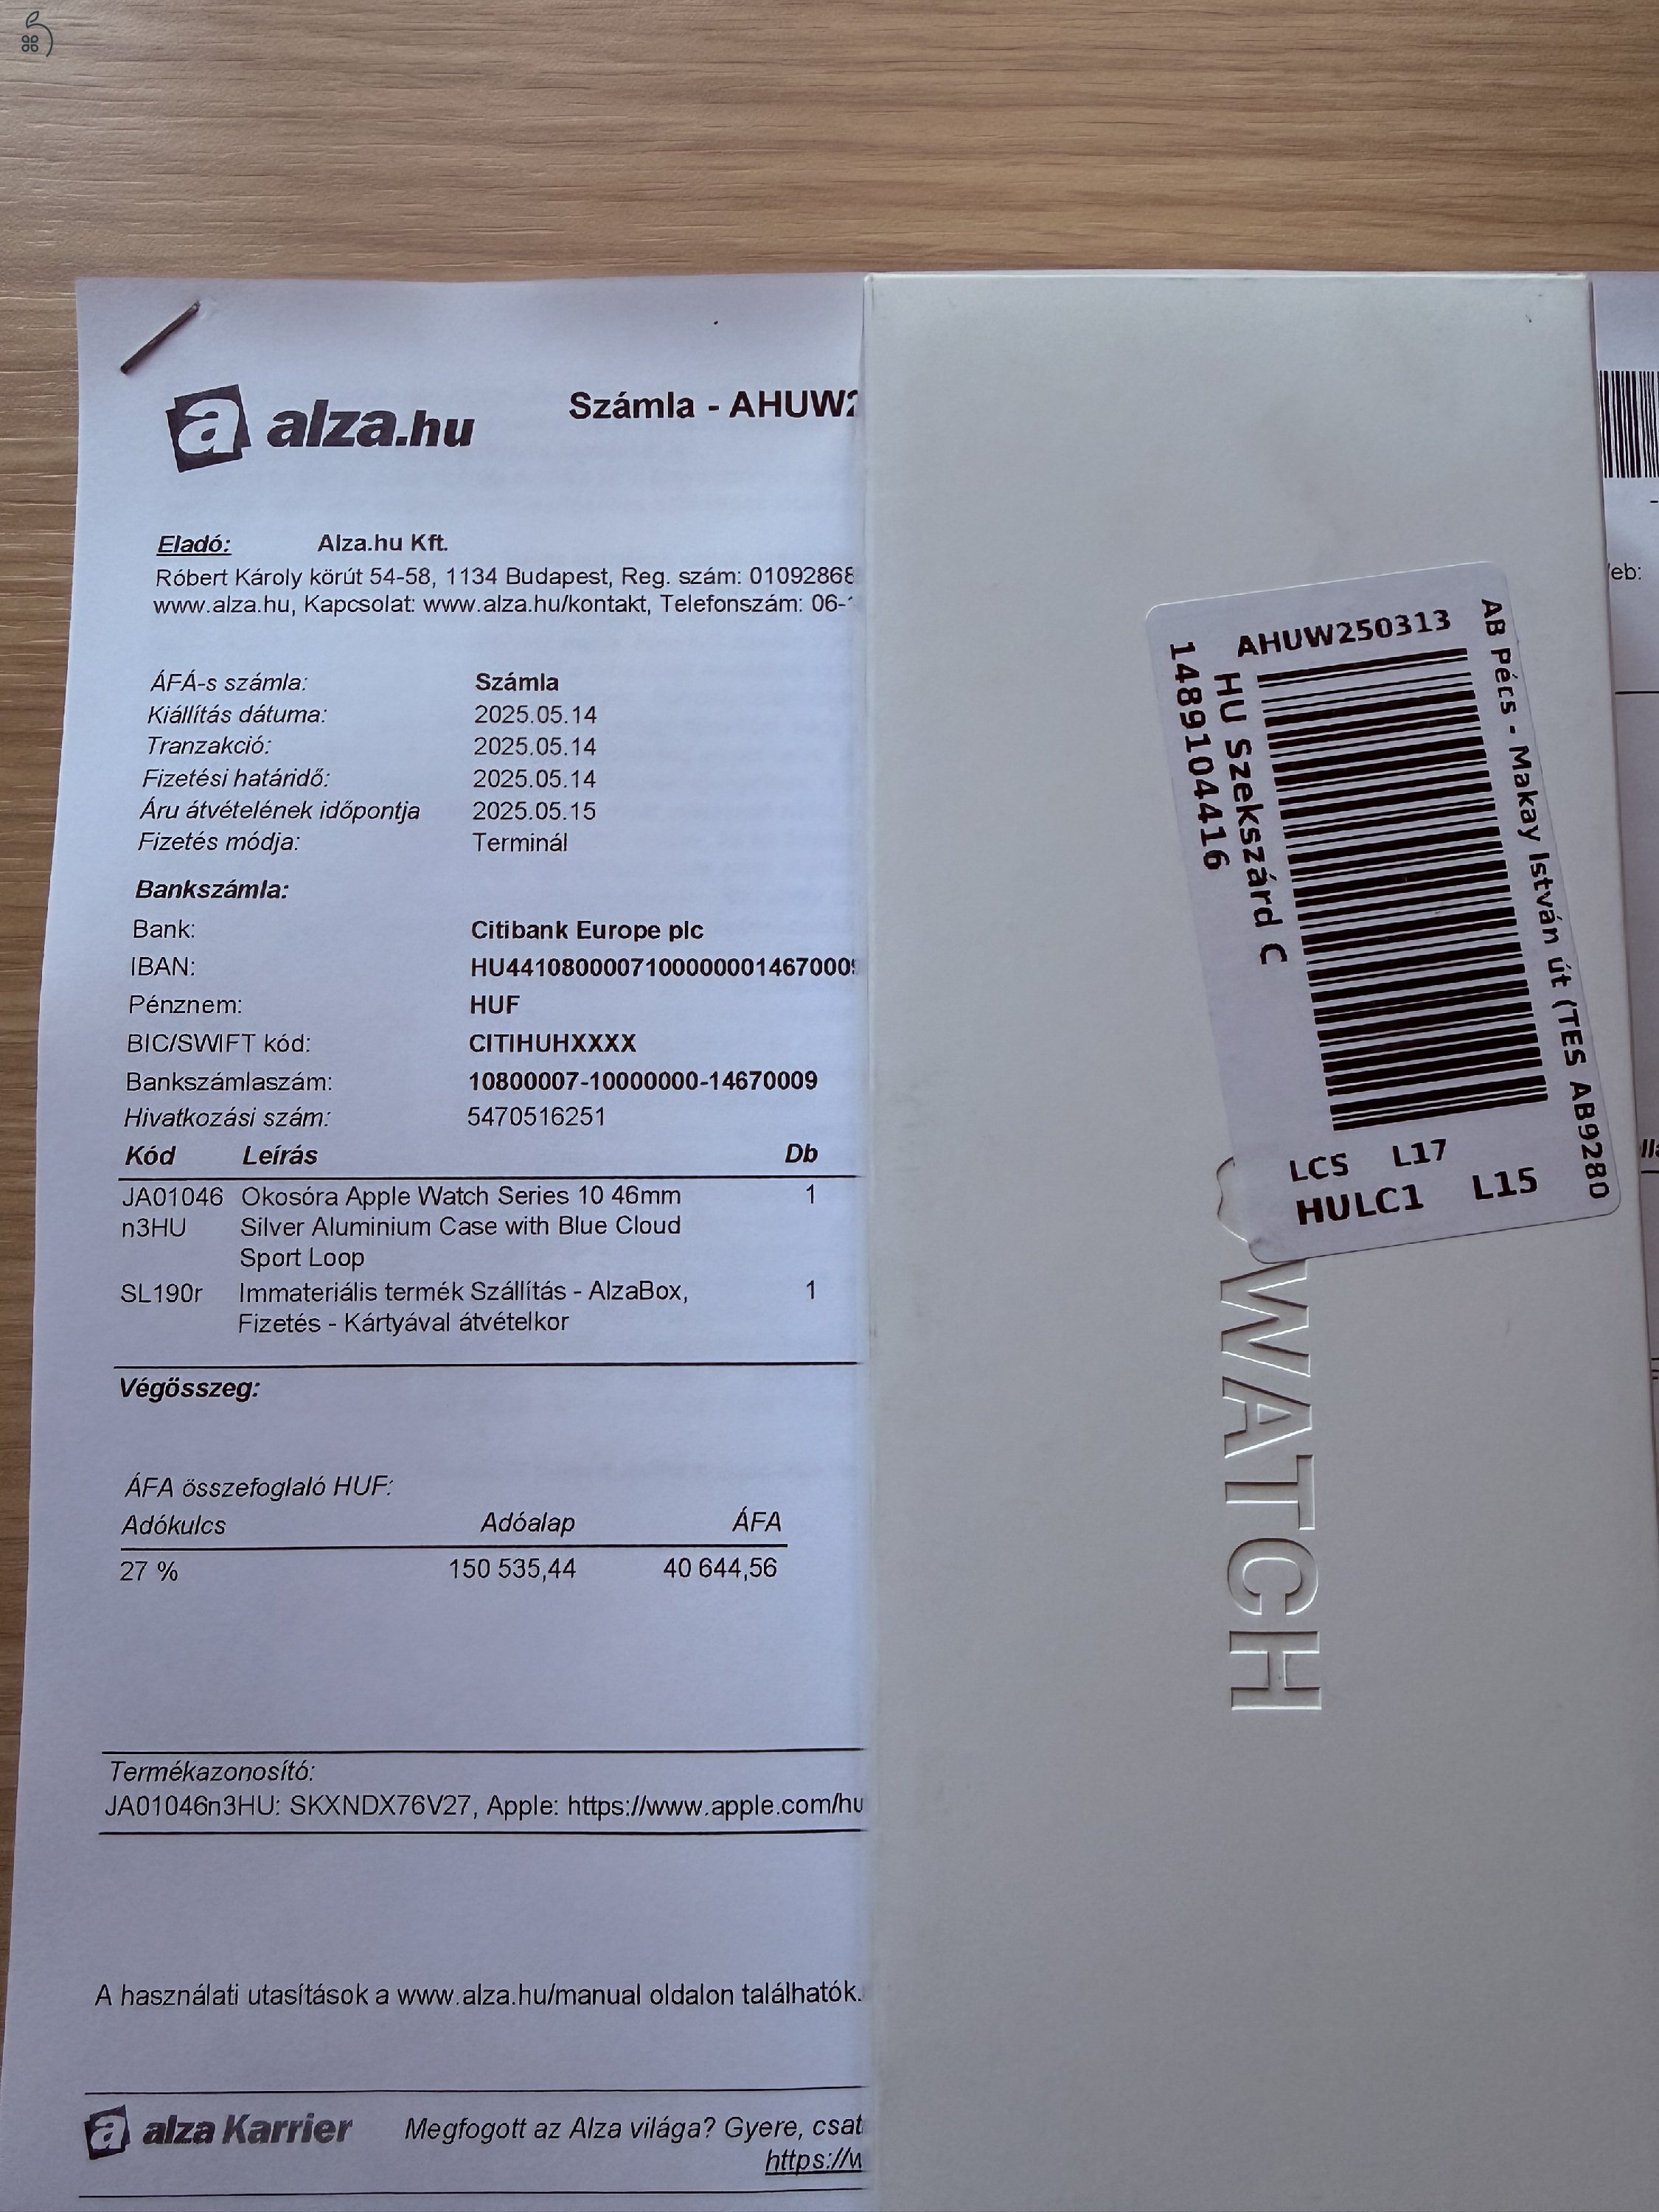 alza.hu
Számla - AHUW2
Eladó: Alza.hu Kft.
Róbert Károly körút 54-58, 1134 Budapest, Reg. szám: 01092868
www.alza.hu, Kapcsolat: www.alza.hu/kontakt, Telefonszám: 06-
ÁFÁ-s számla: Számla
Kiállítás dátuma: 2025.05.14
Tranzakció: 2025.05.14
Fizetési határidő: 2025.05.14
Áru átvételének időpontja 2025.05.15
Fizetés módja: Terminál
Bankszámla:
Bank: Citibank Europe plc
IBAN: HU44108000071000000014670009
Pénznem: HUF
BIC/SWIFT kód: CITIHUHXXXX
Bankszámlaszám: 10800007-10000000-14670009
Hivatkozási szám: 5470516251
Kód Leírás Db
JA01046 Okosóra Apple Watch Series 10 46mm 1
n3HU Silver Aluminium Case with Blue Cloud
Sport Loop
SL190r Immateriális termék Szállítás - AlzaBox, 1
Fizetés - Kártyával átvételkor
Végösszeg:
ÁFA összefoglaló HUF:
Adókulcs Adóalap ÁFA
27 % 150 535,44 40 644,56
Termékazonosító:
JA01046n3HU: SKXNDX76V27, Apple: https://www.apple.com/hu
A használati utasítások a www.alza.hu/manual oldalon találhatók.
alza Karrier Megfogott az Alza világa? Gyere, csat
https://w
AHUW250313
AB Pécs - Makay István út (TES AB9280
HU Szekszárd C
1489104416
LCS L17
HULC1 L15
WATCH
eb: